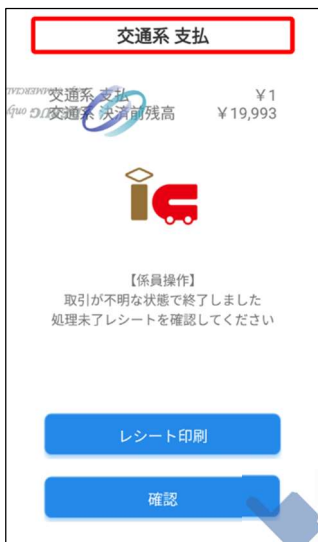 交通系 支払
交通系 支払 ¥1
交通系 決済前残高 ¥19,993
【係員操作】
取引が不明な状態で終了しました
処理未了レシートを確認してください
レシート印刷
確認